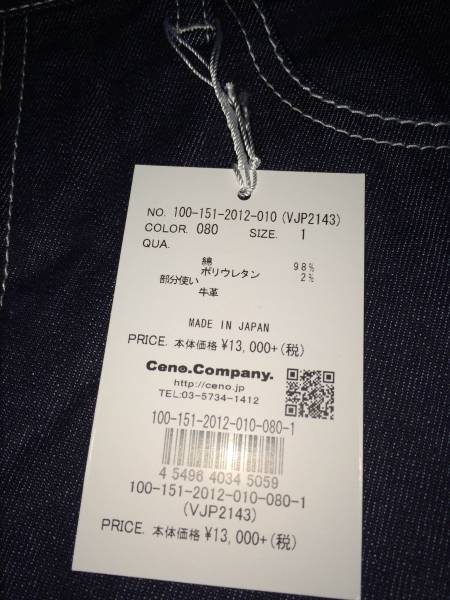 NO. 100-151-2012-010 (VJP2143)
COLOR. 080 SIZE. 1
QUA.
綿 98%
ポリウレタン 2%
部分使い
牛革
MADE IN JAPAN
PRICE. 本体価格 ¥13,000+(税)
Ceno.Company.
http://ceno.jp
TEL:03-5734-1412
100-151-2012-010-080-1
4 5496 4034 5059
100-151-2012-010-080-1
(VJP2143)
PRICE. 本体価格 ¥13,000+(税)